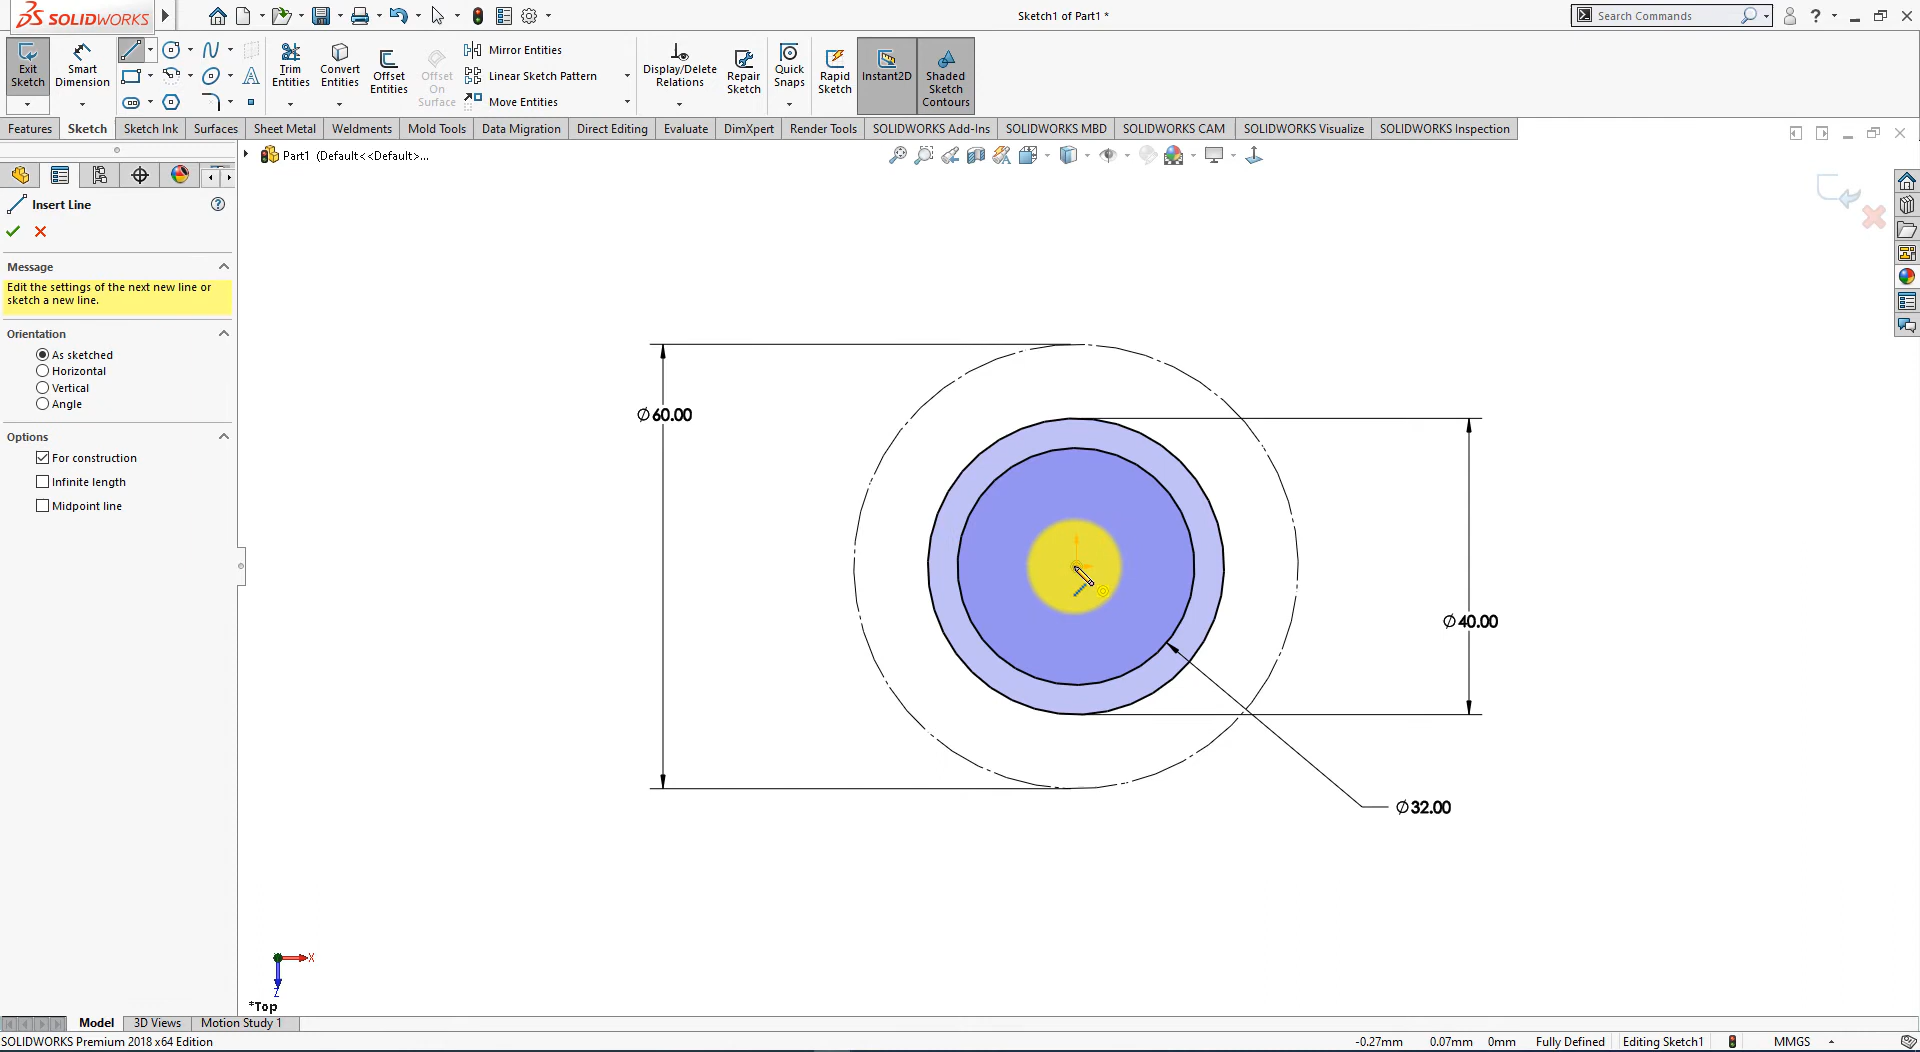 SOLIDWORKS
Sketch1 of Part1 *
Search Commands
Exit Sketch
Smart Dimension
Trim Entities
Convert Entities
Offset Entities
Offset On Surface
Mirror Entities
Linear Sketch Pattern
Move Entities
Display/Delete Relations
Repair Sketch
Quick Snaps
Rapid Sketch
Instant2D
Shaded Sketch Contours
Features
Sketch
Sketch Ink
Surfaces
Sheet Metal
Weldments
Mold Tools
Data Migration
Direct Editing
Evaluate
DimXpert
Render Tools
SOLIDWORKS Add-Ins
SOLIDWORKS MBD
SOLIDWORKS CAM
SOLIDWORKS Visualize
SOLIDWORKS Inspection
Part1 (Default<<Default>...
Insert Line
Message
Edit the settings of the next new line or
sketch a new line.
Orientation
As sketched
Horizontal
Vertical
Angle
Options
For construction
Infinite length
Midpoint line
Ø60.00
Ø40.00
Ø32.00
X
Z
*Top
Model
3D Views
Motion Study 1
SOLIDWORKS Premium 2018 x64 Edition
-0.27mm
0.07mm
0mm
Fully Defined
Editing Sketch1
MMGS